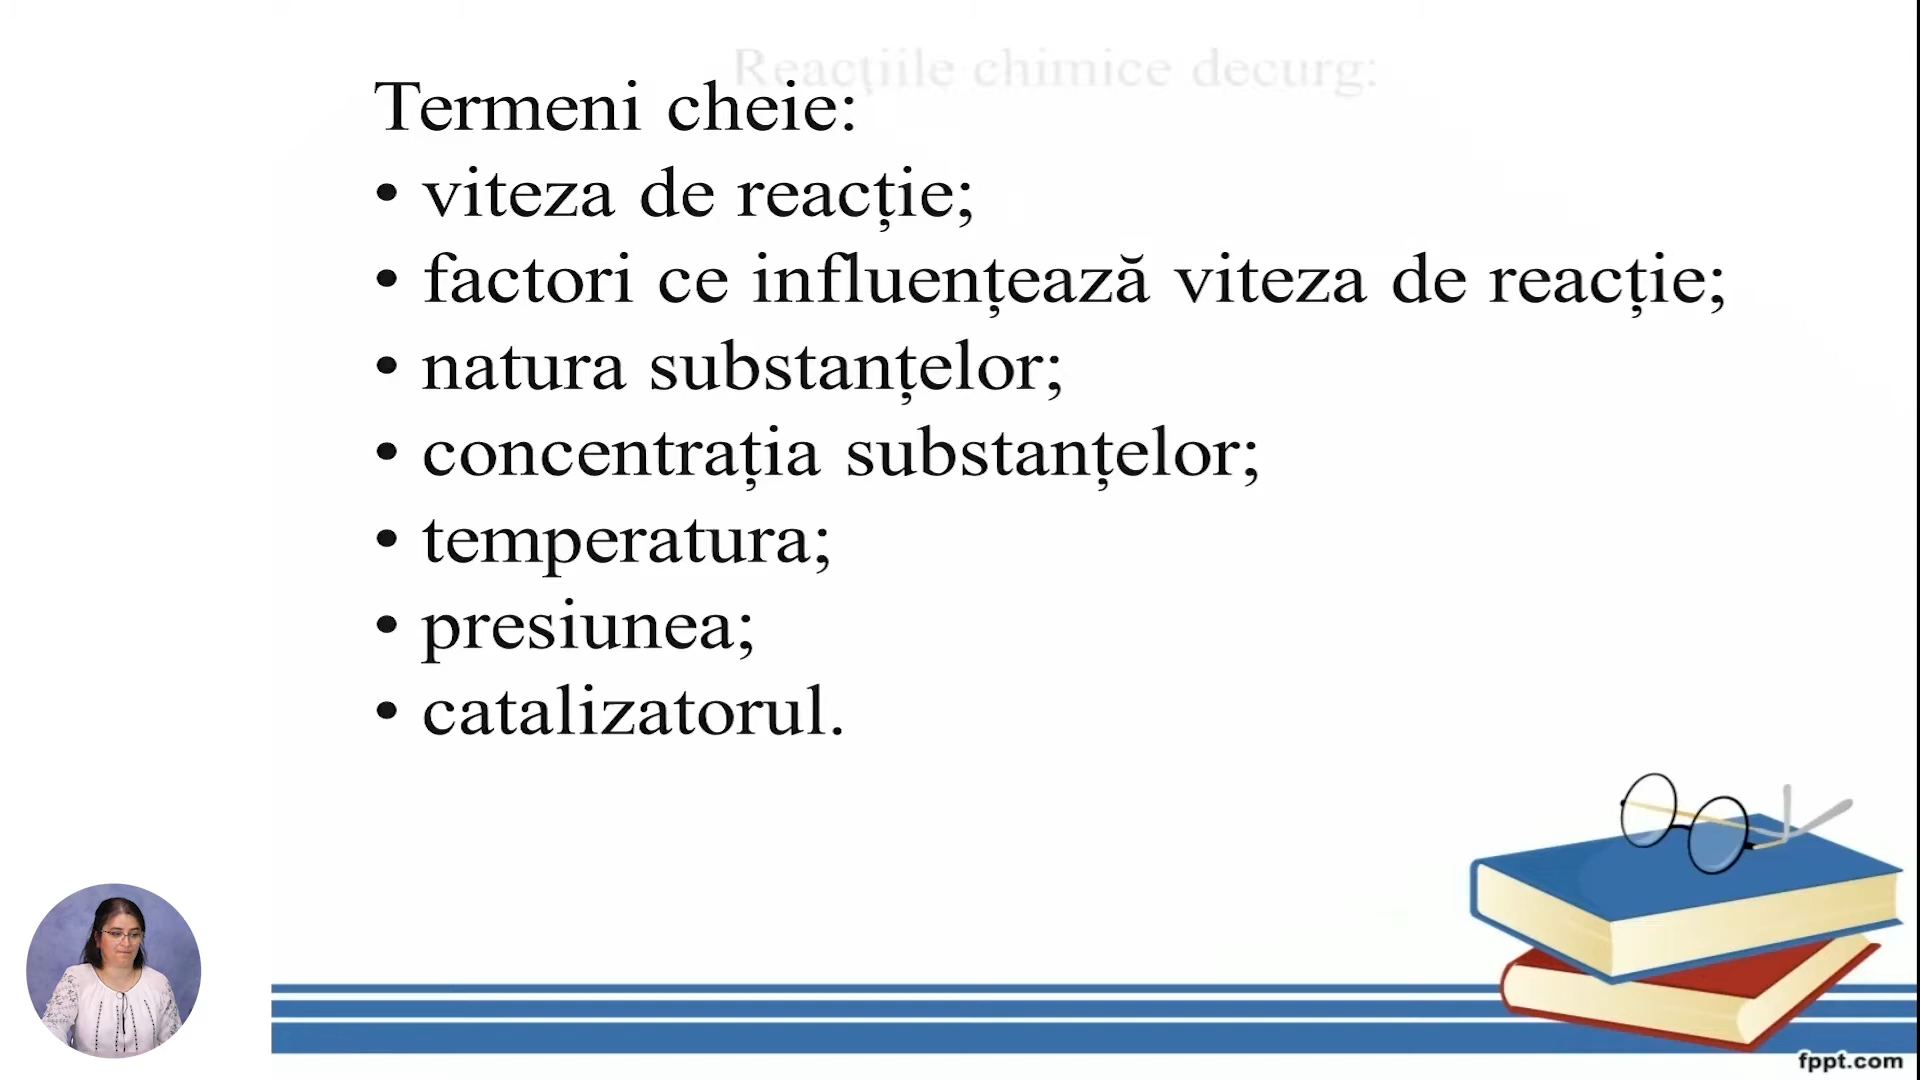 Reacțiile chimice decurg:
Termeni cheie:
• viteza de reacție;
• factori ce influențează viteza de reacție;
• natura substanțelor;
• concentrația substanțelor;
• temperatura;
• presiunea;
• catalizatorul.
fppt.com